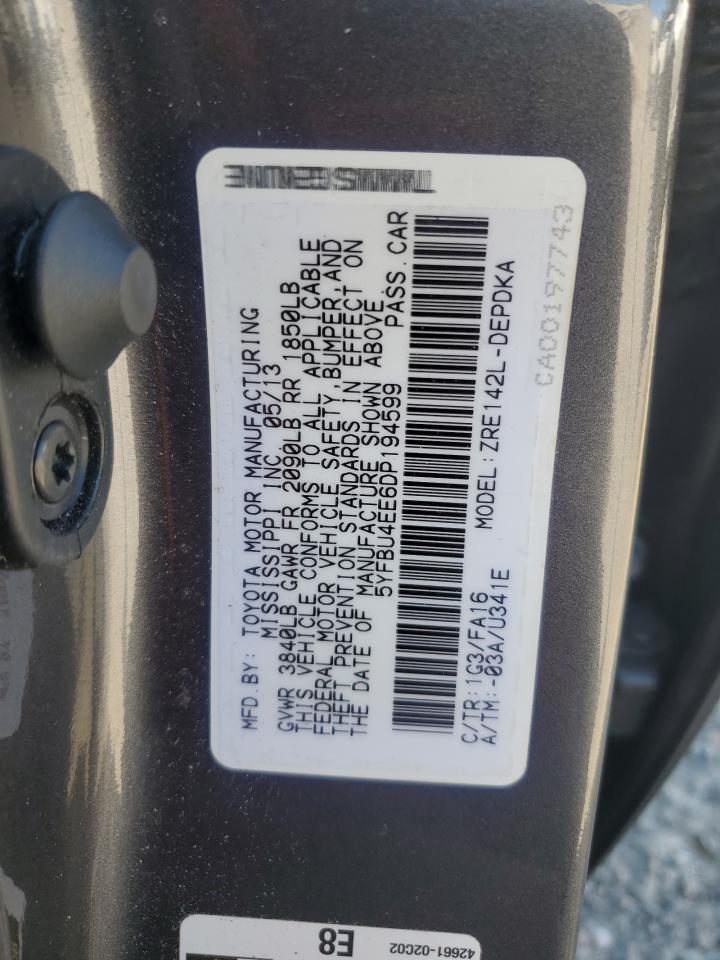 MFD.BY: TOYOTA MOTOR MANUFACTURING
MISSISSIPPI INC 05/13
GVWR 3840LB GAWR FR 2090LB RR 1850LB
THIS VEHICLE CONFORMS TO ALL APPLICABLE
FEDERAL MOTOR VEHICLE SAFETY,BUMPER,AND
THEFT PREVENTION STANDARDS IN EFFECT ON
THE DATE OF MANUFACTURE SHOWN ABOVE
5YFBU4EE6DP194599 PASS.CAR
C/TR:1G3/FA16 MODEL:ZRE142L-DEPDKA
A/TM:-03A/U341E
CA00197743
E8
42661-02C02